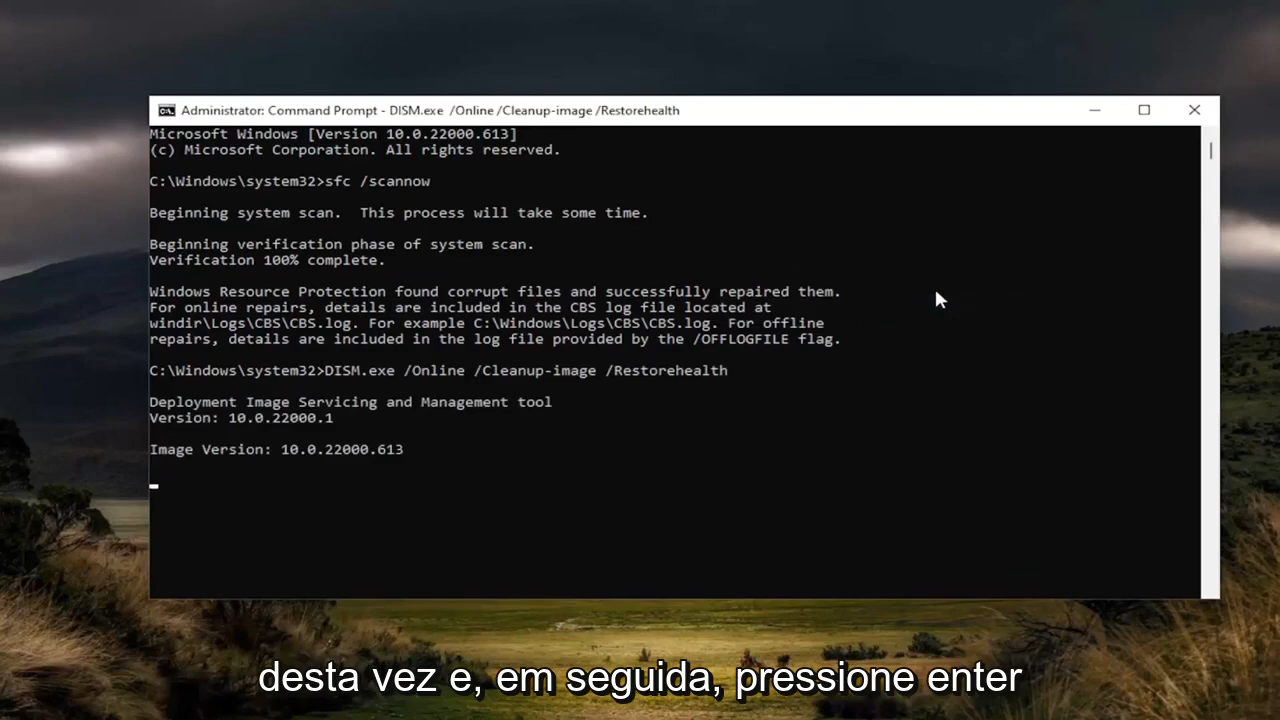 Administrator: Command Prompt - DISM.exe /Online /Cleanup-image /Restorehealth
Microsoft Windows [Version 10.0.22000.613]
(c) Microsoft Corporation. All rights reserved.
C:\Windows\system32>sfc /scannow
Beginning system scan.  This process will take some time.
Beginning verification phase of system scan.
Verification 100% complete.
Windows Resource Protection found corrupt files and successfully repaired them.
For online repairs, details are included in the CBS log file located at
windir\Logs\CBS\CBS.log. For example C:\Windows\Logs\CBS\CBS.log. For offline
repairs, details are included in the log file provided by the /OFFLOGFILE flag.
C:\Windows\system32>DISM.exe /Online /Cleanup-image /Restorehealth
Deployment Image Servicing and Management tool
Version: 10.0.22000.1
Image Version: 10.0.22000.613
desta vez e, em seguida, pressione enter